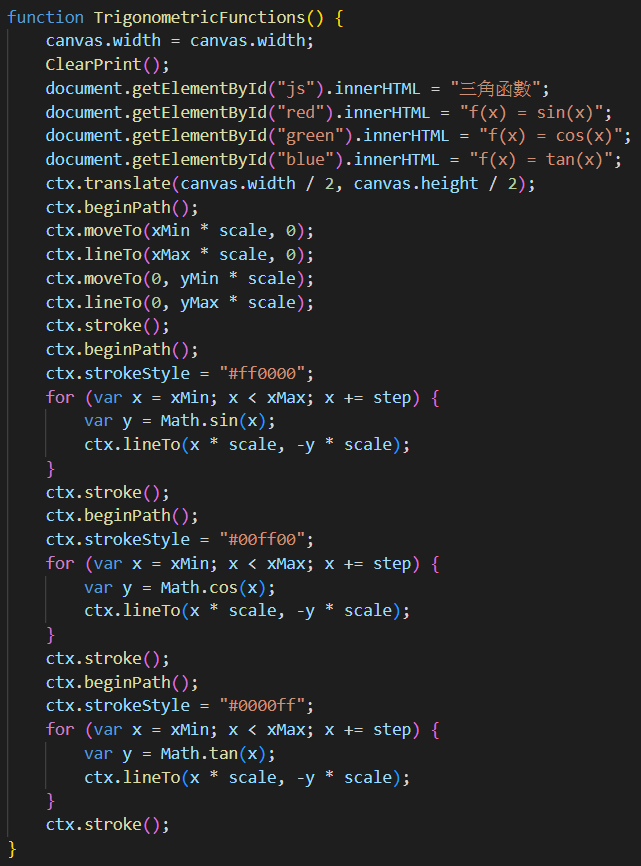 function TrigonometricFunctions() {
    canvas.width = canvas.width;
    ClearPrint();
    document.getElementById("js").innerHTML = "三角函數";
    document.getElementById("red").innerHTML = "f(x) = sin(x)";
    document.getElementById("green").innerHTML = "f(x) = cos(x)";
    document.getElementById("blue").innerHTML = "f(x) = tan(x)";
    ctx.translate(canvas.width / 2, canvas.height / 2);
    ctx.beginPath();
    ctx.moveTo(xMin * scale, 0);
    ctx.lineTo(xMax * scale, 0);
    ctx.moveTo(0, yMin * scale);
    ctx.lineTo(0, yMax * scale);
    ctx.stroke();
    ctx.beginPath();
    ctx.strokeStyle = "#ff0000";
    for (var x = xMin; x < xMax; x += step) {
        var y = Math.sin(x);
        ctx.lineTo(x * scale, -y * scale);
    }
    ctx.stroke();
    ctx.beginPath();
    ctx.strokeStyle = "#00ff00";
    for (var x = xMin; x < xMax; x += step) {
        var y = Math.cos(x);
        ctx.lineTo(x * scale, -y * scale);
    }
    ctx.stroke();
    ctx.beginPath();
    ctx.strokeStyle = "#0000ff";
    for (var x = xMin; x < xMax; x += step) {
        var y = Math.tan(x);
        ctx.lineTo(x * scale, -y * scale);
    }
    ctx.stroke();
}